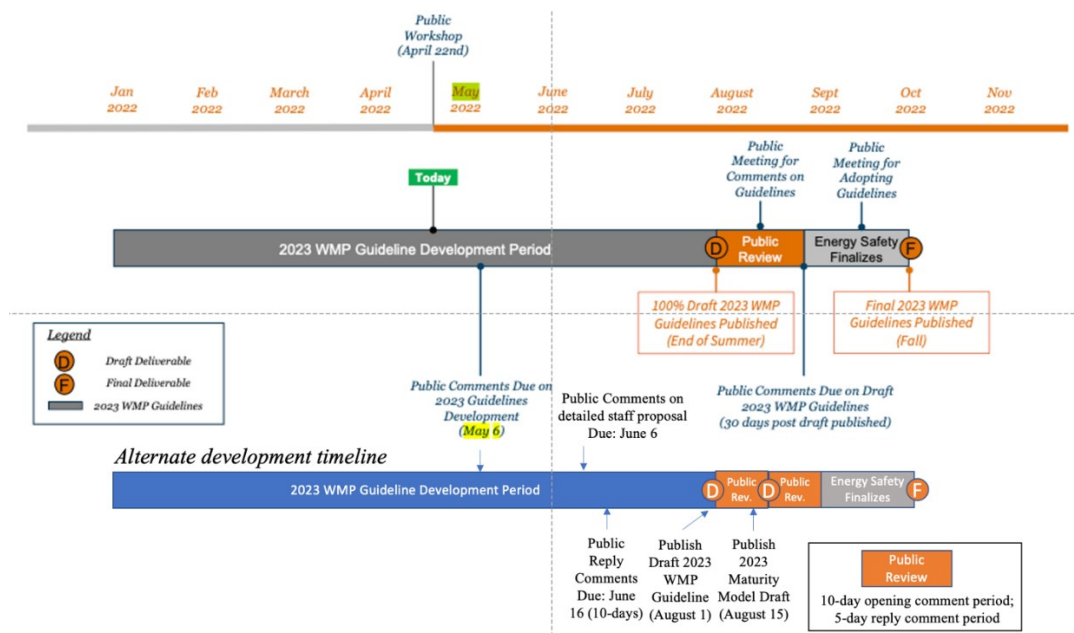 Public
Workshop
(April 22nd)
Jan
2022
Feb
2022
March
2022
April
2022
May
2022
June
2022
July
2022
August
2022
Sept
2022
Oct
2022
Nov
2022
Today
Public
Meeting for
Comments on
Guidelines
Public
Meeting for
Adopting
Guidelines
2023 WMP Guideline Development Period
D
Public
Review
Energy Safety
Finalizes
F
100% Draft 2023 WMP
Guidelines Published
(End of Summer)
Final 2023 WMP
Guidelines Published
(Fall)
Legend
D Draft Deliverable
F Final Deliverable
2023 WMP Guidelines
Public Comments Due on
2023 Guidelines
Development
(May 6)
Public Comments on
detailed staff proposal
Due: June 6
Public Comments Due on Draft
2023 WMP Guidelines
(30 days post draft published)
Alternate development timeline
2023 WMP Guideline Development Period
D
Public
Rev.
D
Public
Rev.
Energy Safety
Finalizes
F
Public
Reply
Comments
Due: June
16 (10-days)
Publish
Draft 2023
WMP
Guideline
(August 1)
Publish
2023
Maturity
Model Draft
(August 15)
Public
Review
10-day opening comment period;
5-day reply comment period